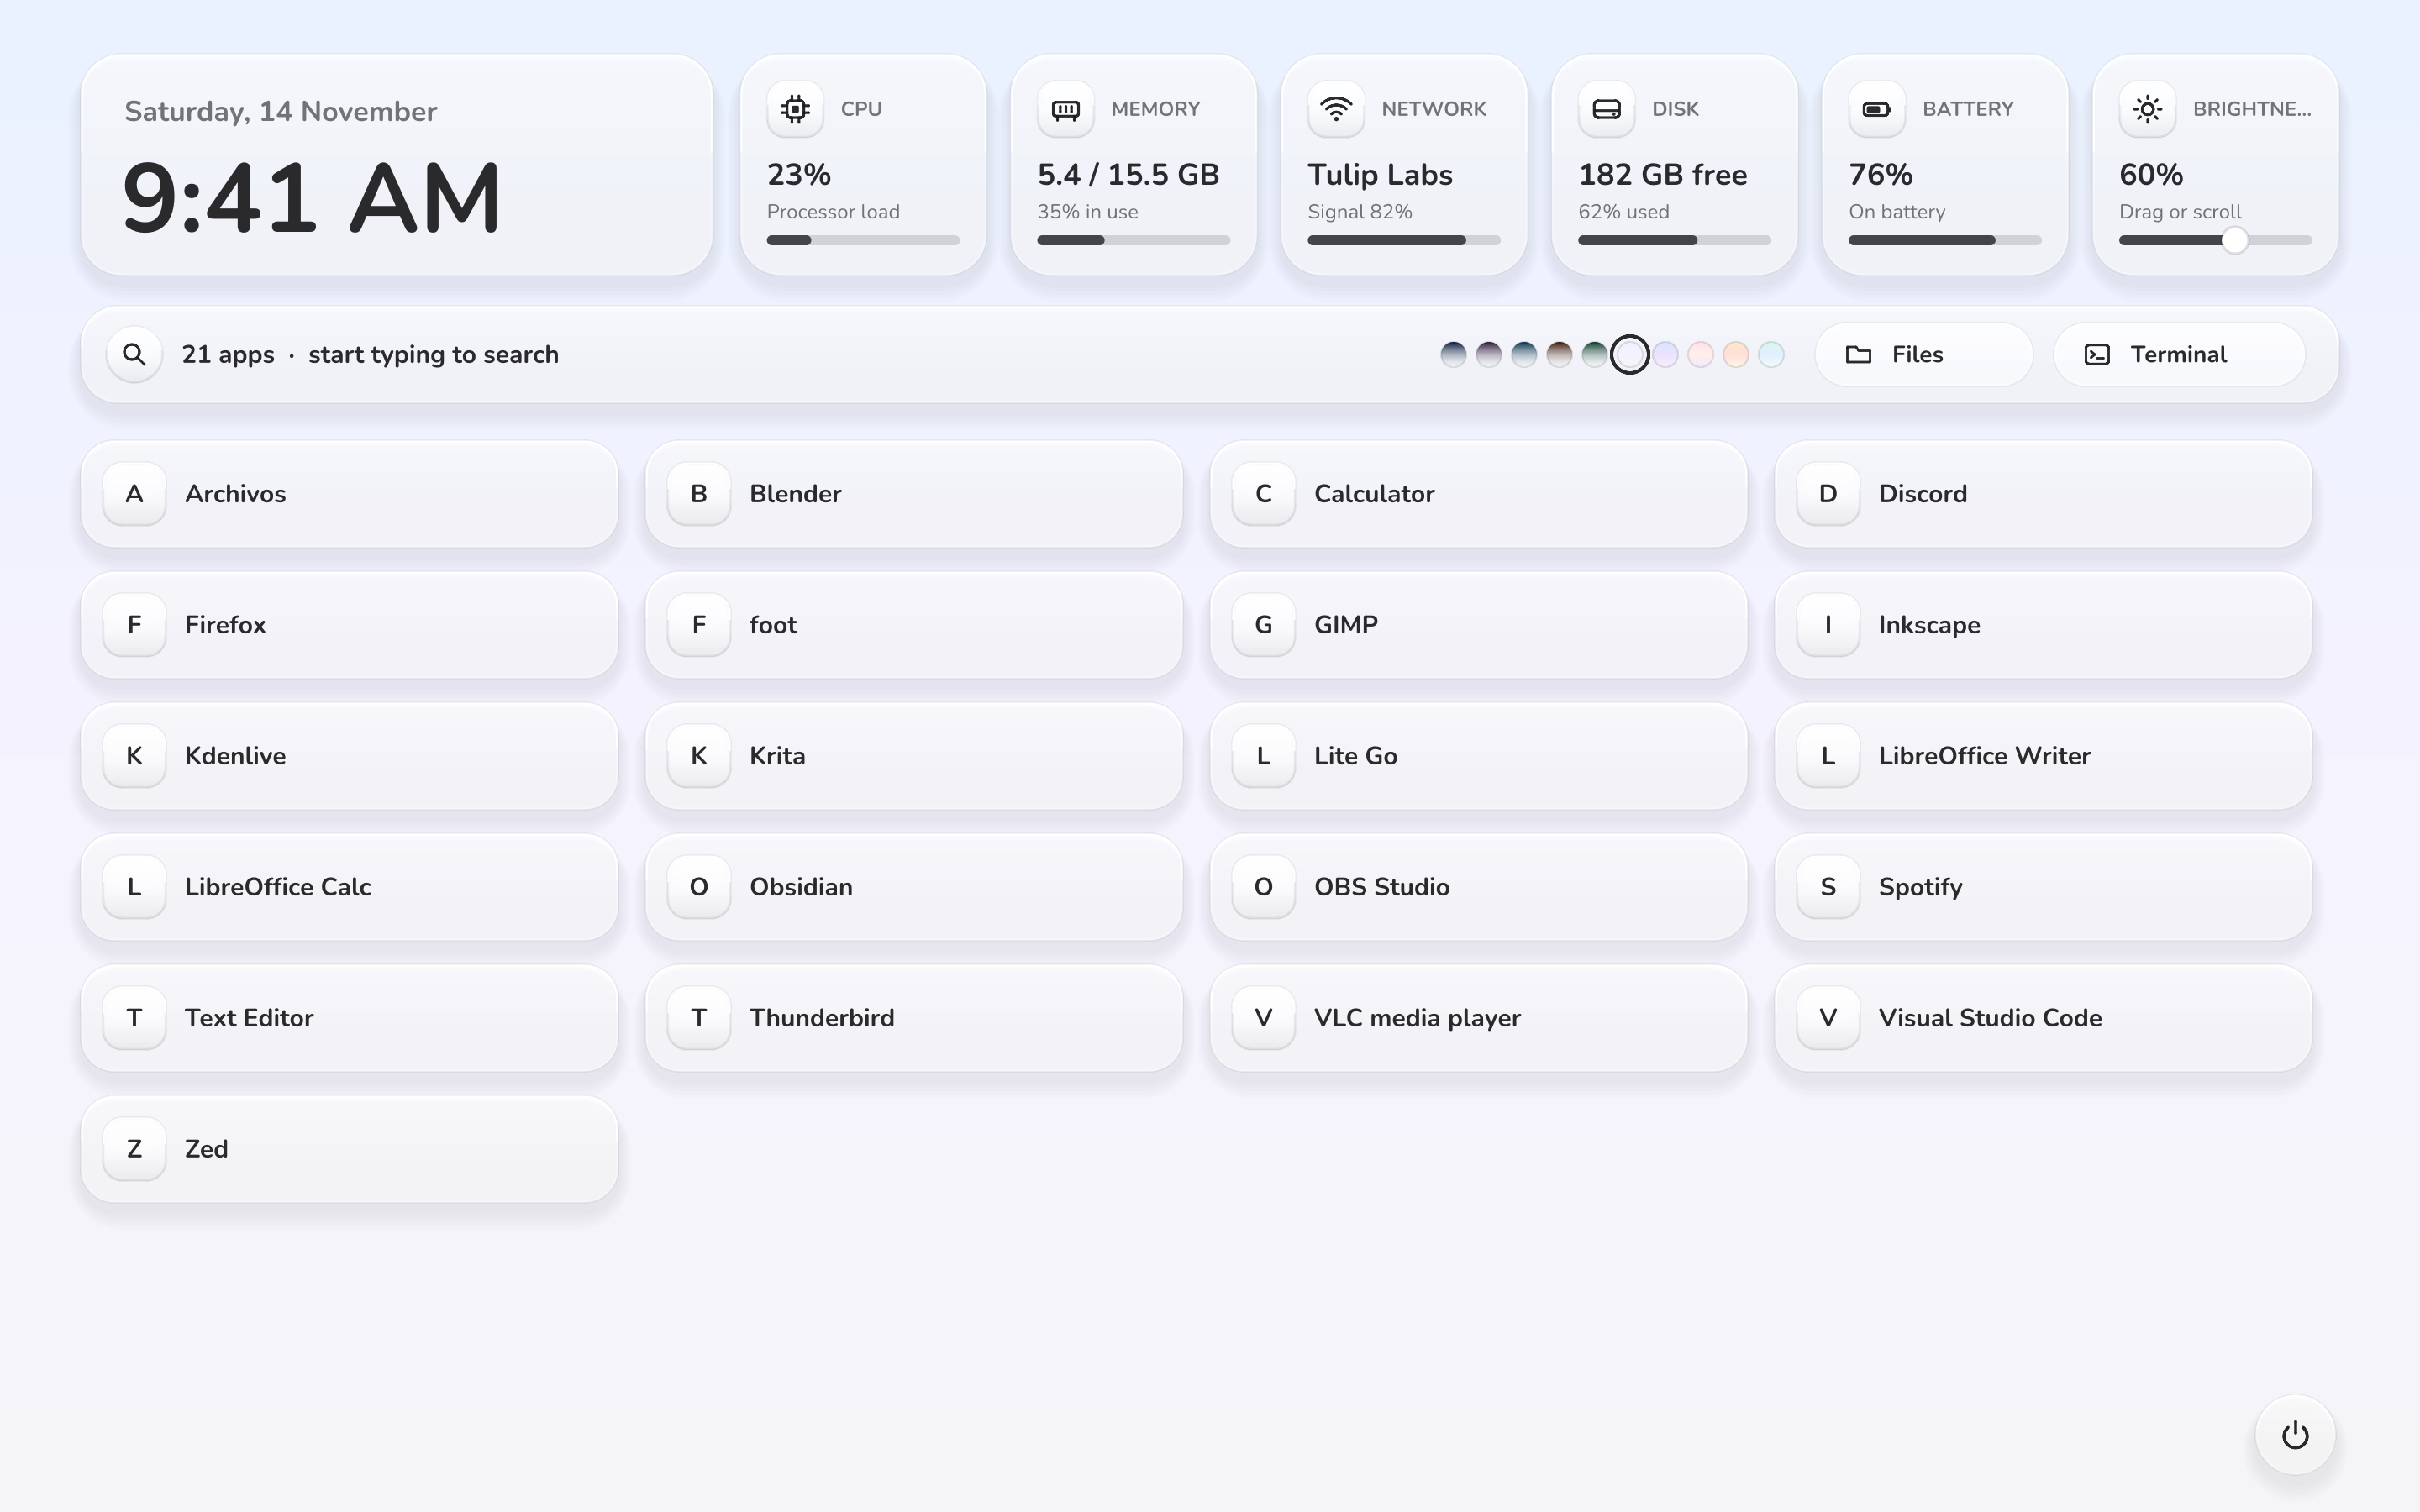 Saturday, 14 November
9:41 AM
CPU
23%
Processor load
MEMORY
5.4 / 15.5 GB
35% in use
NETWORK
Tulip Labs
Signal 82%
DISK
182 GB free
62% used
BATTERY
76%
On battery
BRIGHTNE...
60%
Drag or scroll
21 apps · start typing to search
Files
Terminal
A Archivos
B Blender
C Calculator
D Discord
F Firefox
F foot
G GIMP
I Inkscape
K Kdenlive
K Krita
L Lite Go
L LibreOffice Writer
L LibreOffice Calc
O Obsidian
O OBS Studio
S Spotify
T Text Editor
T Thunderbird
V VLC media player
V Visual Studio Code
Z Zed